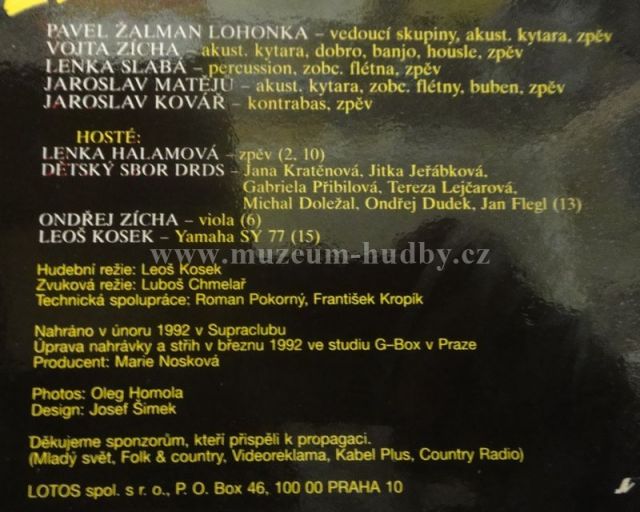 PAVEL ŽALMAN LOHONKA – vedoucí skupiny, akust. kytara, zpěv
VOJTA ZÍCHA – akust. kytara, dobro, banjo, housle, zpěv
LENKA SLABÁ – percussion, zobc. flétna, zpěv
JAROSLAV MATĚJŮ – akust. kytara, zobc. flétny, buben, zpěv
JAROSLAV KOVÁŘ – kontrabas, zpěv
HOSTÉ:
LENKA HALAMOVÁ – zpěv (2, 10)
DĚTSKÝ SBOR DRDS – Jana Kratěnová, Jitka Jeřábková,
Gabriela Přibilová, Tereza Lejčarová,
Michal Doležal, Ondřej Dudek, Jan Flegl (13)
ONDŘEJ ZÍCHA – viola (6)
LEOŠ KOSEK – Yamaha SY 77 (15)
www.muzeum-hudby.cz
Hudební režie: Leoš Kosek
Zvuková režie: Luboš Chmelař
Technická spolupráce: Roman Pokorný, František Kropík
Nahráno v únoru 1992 v Supraclubu
Úprava nahrávky a střih v březnu 1992 ve studiu G–Box v Praze
Producent: Marie Nosková
Photos: Oleg Homola
Design: Josef Šimek
Děkujeme sponzorům, kteří přispěli k propagaci.
(Mladý svět, Folk & country, Videoreklama, Kabel Plus, Country Radio)
LOTOS spol. s r. o., P. O. Box 46, 100 00 PRAHA 10